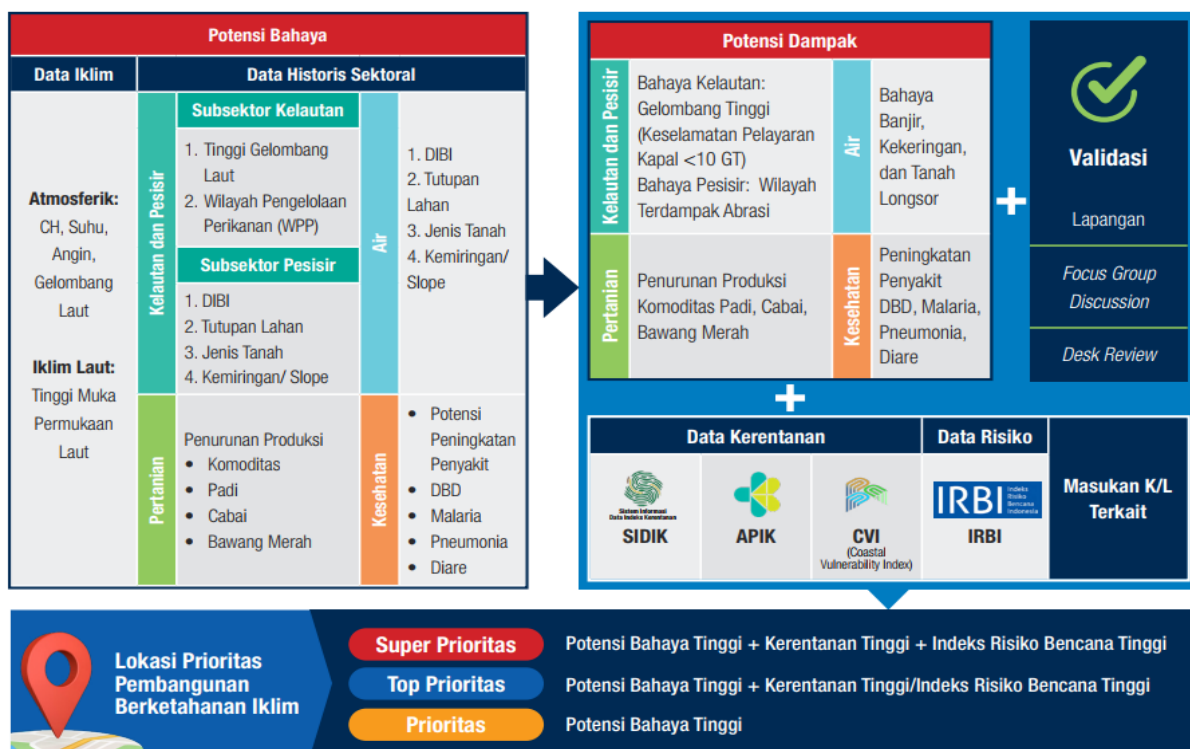 Potensi Bahaya
Data Iklim
Data Historis Sektoral
Atmosferik:
CH, Suhu,
Angin,
Gelombang
Laut
Iklim Laut:
Tinggi Muka
Permukaan
Laut
Kelautan dan Pesisir
Subsektor Kelautan
1. Tinggi Gelombang
Laut
2. Wilayah Pengelolaan
Perikanan (WPP)
Subsektor Pesisir
1. DIBI
2. Tutupan Lahan
3. Jenis Tanah
4. Kemiringan/ Slope
Air
1. DIBI
2. Tutupan
Lahan
3. Jenis Tanah
4. Kemiringan/
Slope
Pertanian
Penurunan Produksi
• Komoditas
• Padi
• Cabai
• Bawang Merah
Kesehatan
• Potensi
Peningkatan
Penyakit
• DBD
• Malaria
• Pneumonia
• Diare
Potensi Dampak
Kelautan dan Pesisir
Bahaya Kelautan:
Gelombang Tinggi
(Keselamatan Pelayaran
Kapal <10 GT)
Bahaya Pesisir: Wilayah
Terdampak Abrasi
Air
Bahaya
Banjir,
Kekeringan,
dan Tanah
Longsor
Pertanian
Penurunan Produksi
Komoditas Padi, Cabai,
Bawang Merah
Kesehatan
Peningkatan
Penyakit
DBD, Malaria,
Pneumonia,
Diare
+
Validasi
Lapangan
Focus Group
Discussion
Desk Review
+
Data Kerentanan
Data Risiko
Sistem Informasi
Data Indeks Kerentanan
SIDIK
APIK
CVI
(Coastal
Vulnerability Index)
IRBI
Indeks
Risiko
Bencana
Indonesia
IRBI
Masukan K/L
Terkait
Lokasi Prioritas
Pembangunan
Berketahanan Iklim
Super Prioritas
Potensi Bahaya Tinggi + Kerentanan Tinggi + Indeks Risiko Bencana Tinggi
Top Prioritas
Potensi Bahaya Tinggi + Kerentanan Tinggi/Indeks Risiko Bencana Tinggi
Prioritas
Potensi Bahaya Tinggi